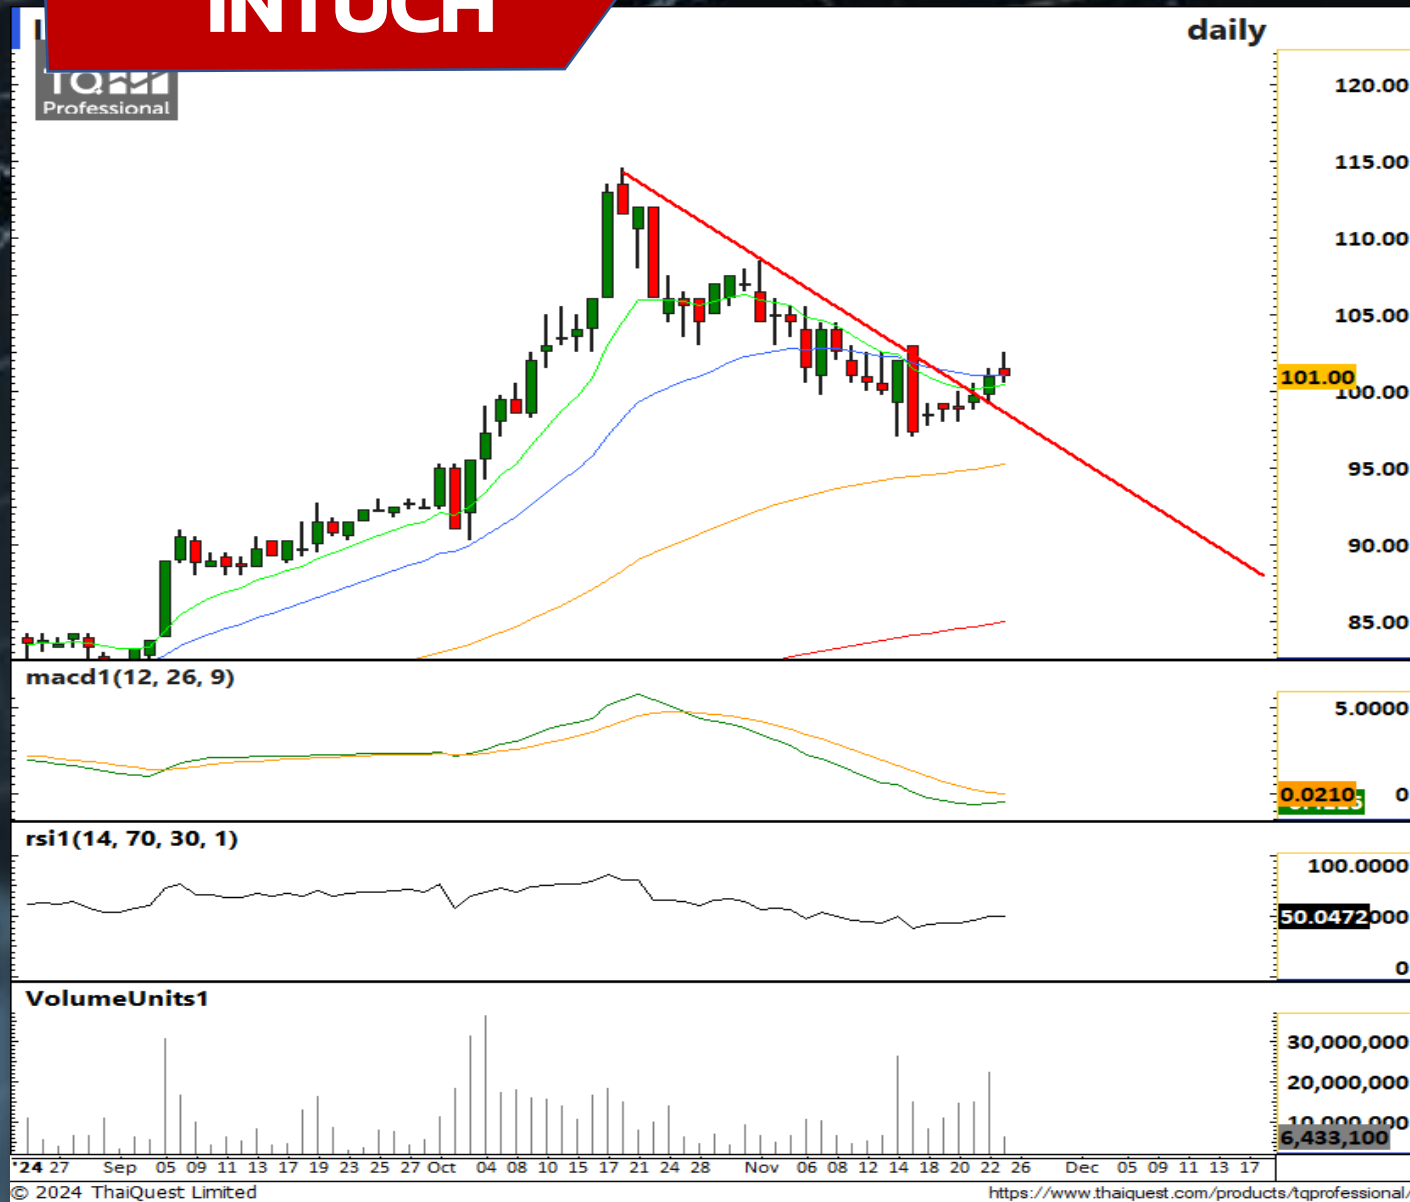 INTUCH
daily
TQ
Professional
120.00
115.00
110.00
105.00
101.00
100.00
95.00
90.00
85.00
macd1(12, 26, 9)
5.0000
0.0210 0
rsi1(14, 70, 30, 1)
100.0000
50.0472
0
VolumeUnits1
30,000,000
20,000,000
10,000,000
6,433,100
'24 27 Sep 05 09 11 13 17 19 23 25 27 Oct 04 08 10 15 17 21 24 28 Nov 06 08 12 14 18 20 22 26 Dec 05 09 11 13 17
© 2024 ThaiQuest Limited https://www.thaiquest.com/products/tqprofessional/